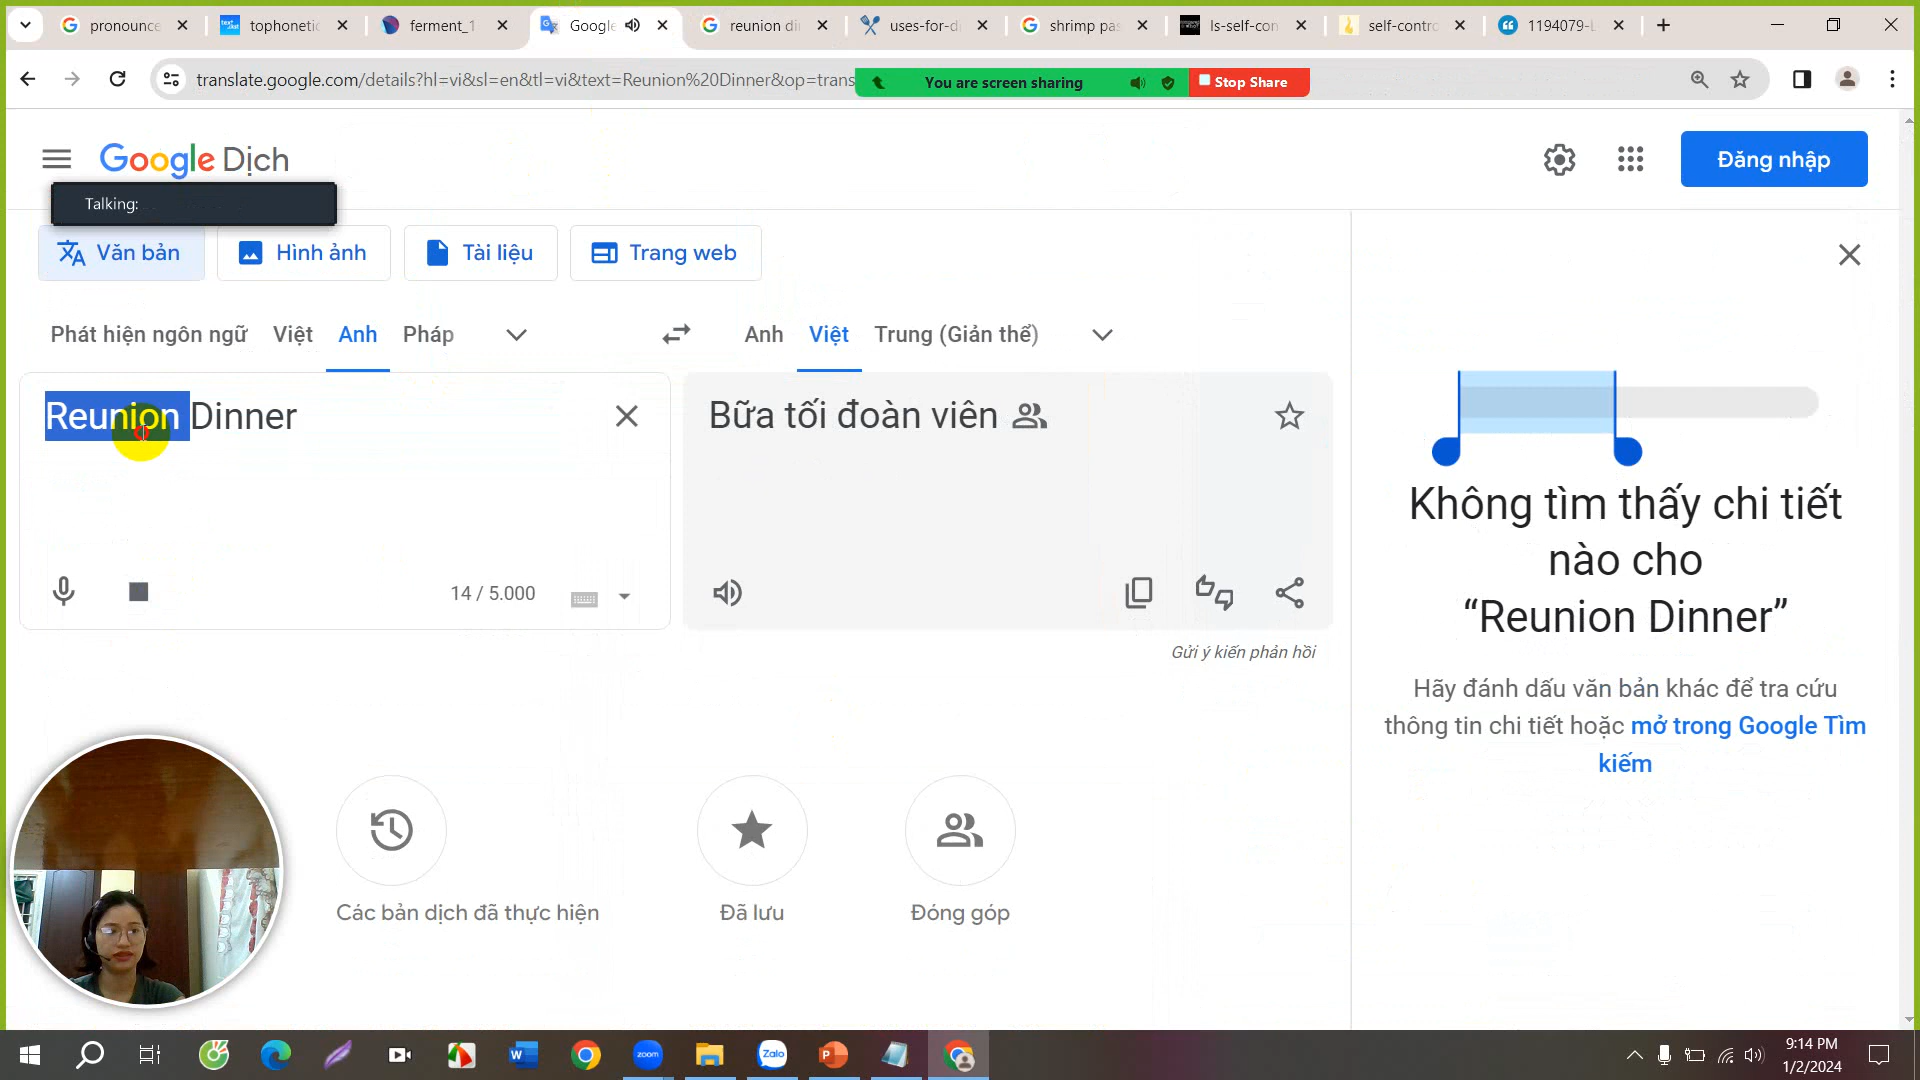 pronounce
tophonetic
ferment_1
Google
reunion di
uses-for-di
shrimp pas
Is-self-con
self-contro
1194079-L
translate.google.com/details?hl=vi&sl=en&tl=vi&text=Reunion%20Dinner&op=trans
You are screen sharing
Stop Share
Google Dịch
Đăng nhập
Talking:
Văn bản
Hình ảnh
Tài liệu
Trang web
Phát hiện ngôn ngữ
Việt
Anh
Pháp
Anh
Việt
Trung (Giản thể)
Reunion Dinner
Bữa tối đoàn viên
14 / 5.000
Gửi ý kiến phản hồi
Không tìm thấy chi tiết
nào cho
“Reunion Dinner”
Hãy đánh dấu văn bản khác để tra cứu
thông tin chi tiết hoặc mở trong Google Tìm
kiếm
Các bản dịch đã thực hiện
Đã lưu
Đóng góp
zoom
Zalo
9:14 PM
1/2/2024